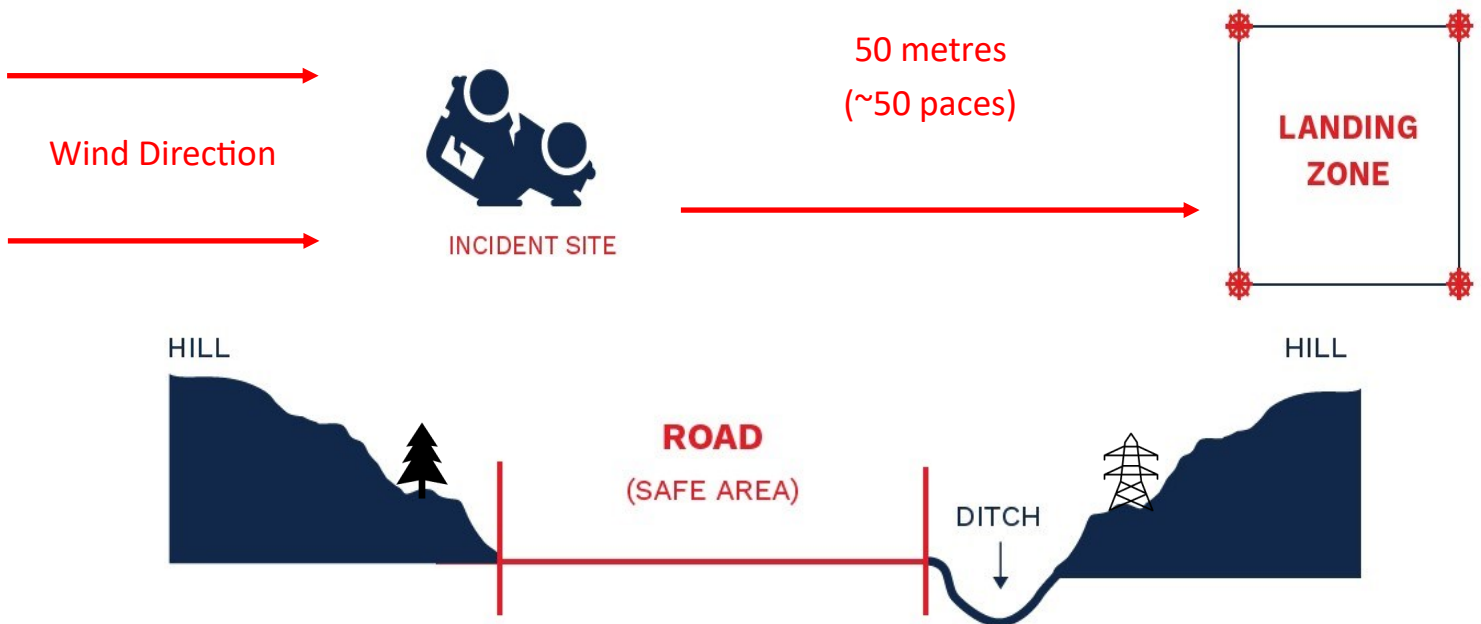 50 metres
(~50 paces)
Wind Direction
LANDING
ZONE
INCIDENT SITE
HILL
HILL
ROAD
(SAFE AREA)
DITCH